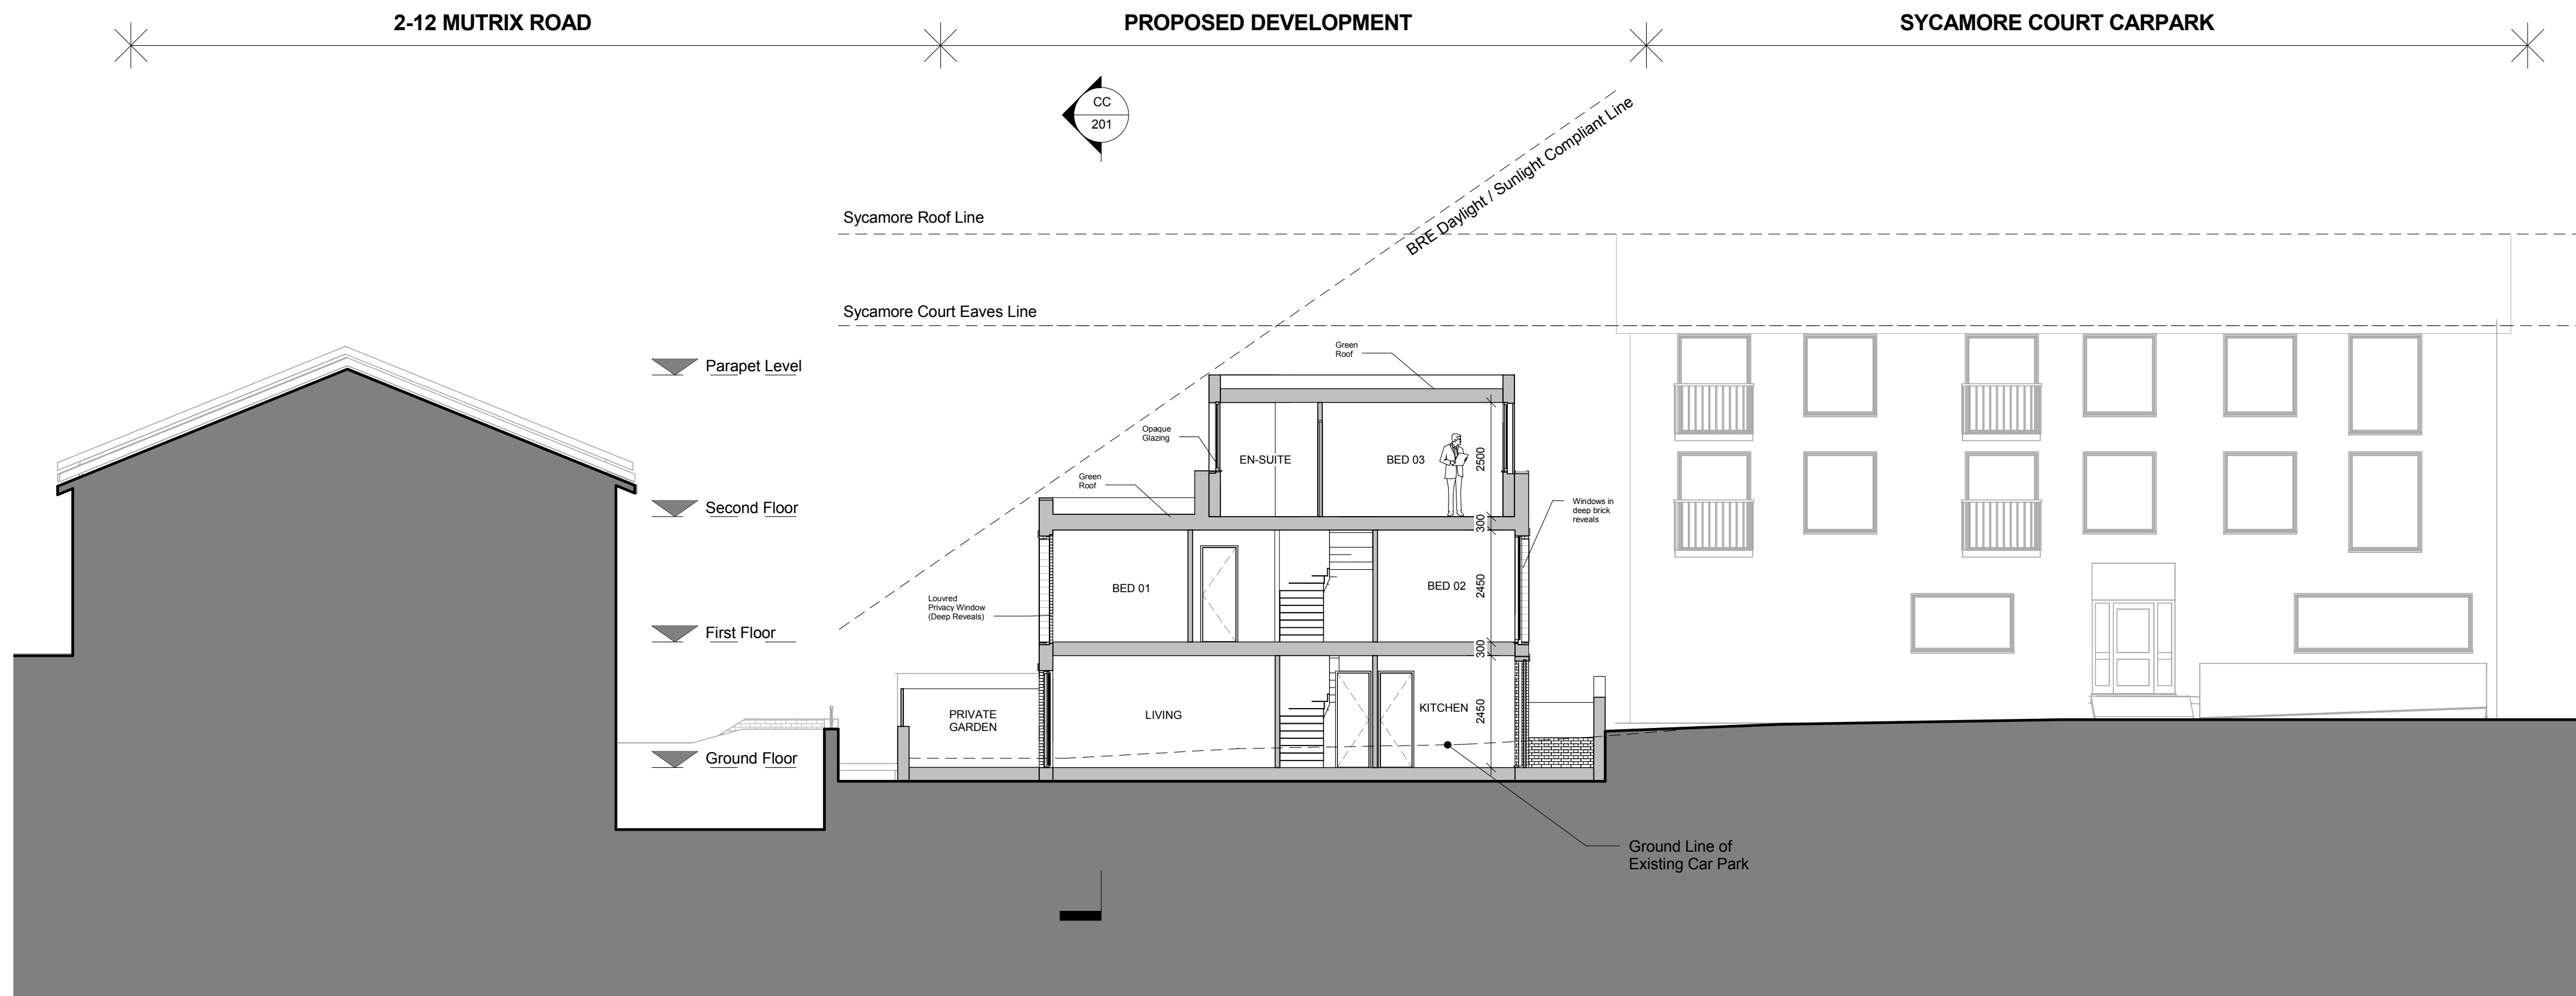 2-12 MUTRIX ROAD
PROPOSED DEVELOPMENT
SYCAMORE COURT CARPARK
CC
201
BRE Daylight / Sunlight Compliant Line
Sycamore Roof Line
Sycamore Court Eaves Line
Parapet Level
Second Floor
First Floor
Ground Floor
Green
Roof
Opaque
Glazing
EN-SUITE
BED 03
2500
Green
Roof
Windows in
deep brick
reveals
300
BED 01
BED 02
2450
Louvred
Privacy Window
(Deep Reveals)
300
PRIVATE
GARDEN
LIVING
KITCHEN
2450
Ground Line of
Existing Car Park